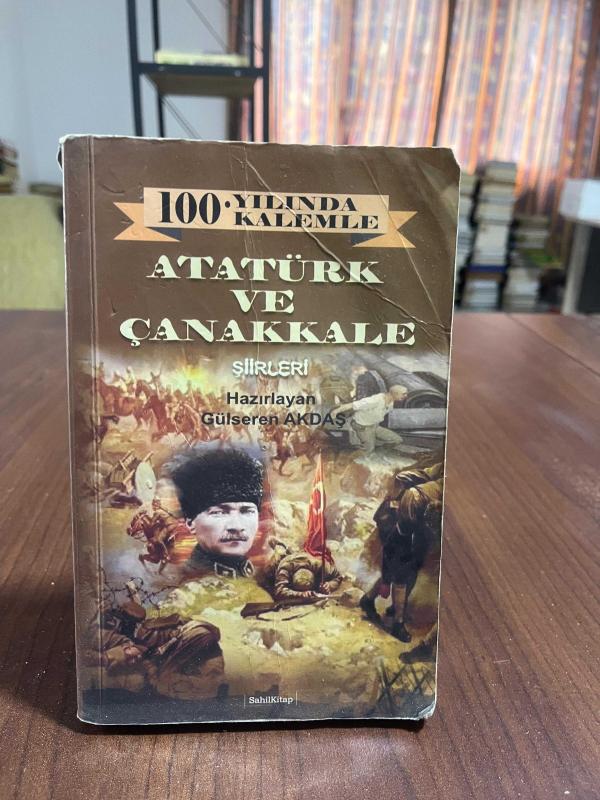 100. YILINDA
KALEMLE
ATATÜRK
VE
ÇANAKKALE
ŞİİRLERİ
Hazırlayan
Gülseren AKDAŞ
SahilKitap